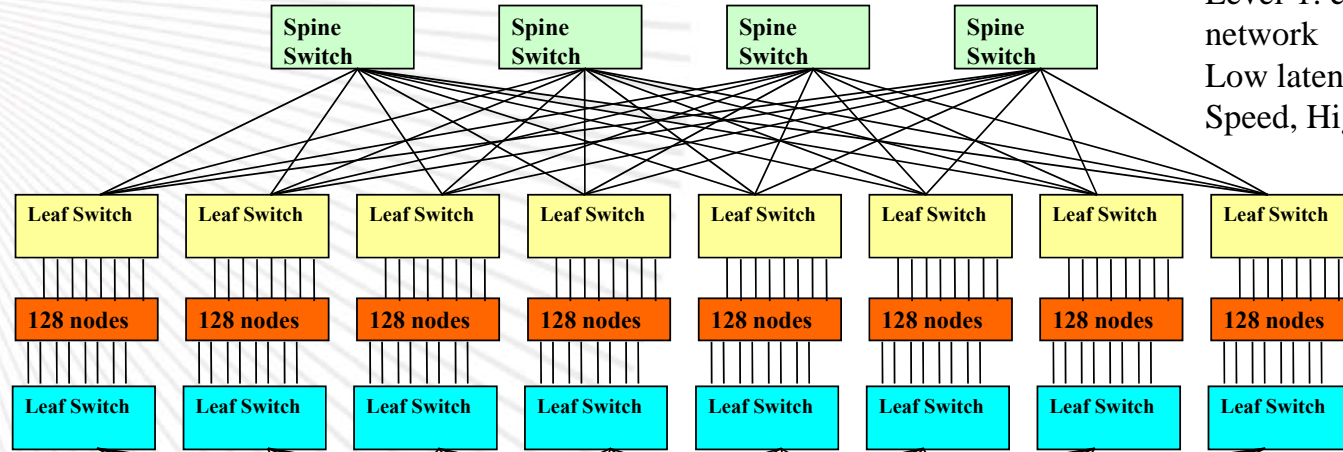 Spine
Switch
Spine
Switch
Spine
Switch
Spine
Switch
network
Low laten
Speed, Hi
Leaf Switch
Leaf Switch
Leaf Switch
Leaf Switch
Leaf Switch
Leaf Switch
Leaf Switch
Leaf Switch
128 nodes
128 nodes
128 nodes
128 nodes
128 nodes
128 nodes
128 nodes
128 nodes
Leaf Switch
Leaf Switch
Leaf Switch
Leaf Switch
Leaf Switch
Leaf Switch
Leaf Switch
Leaf Switch